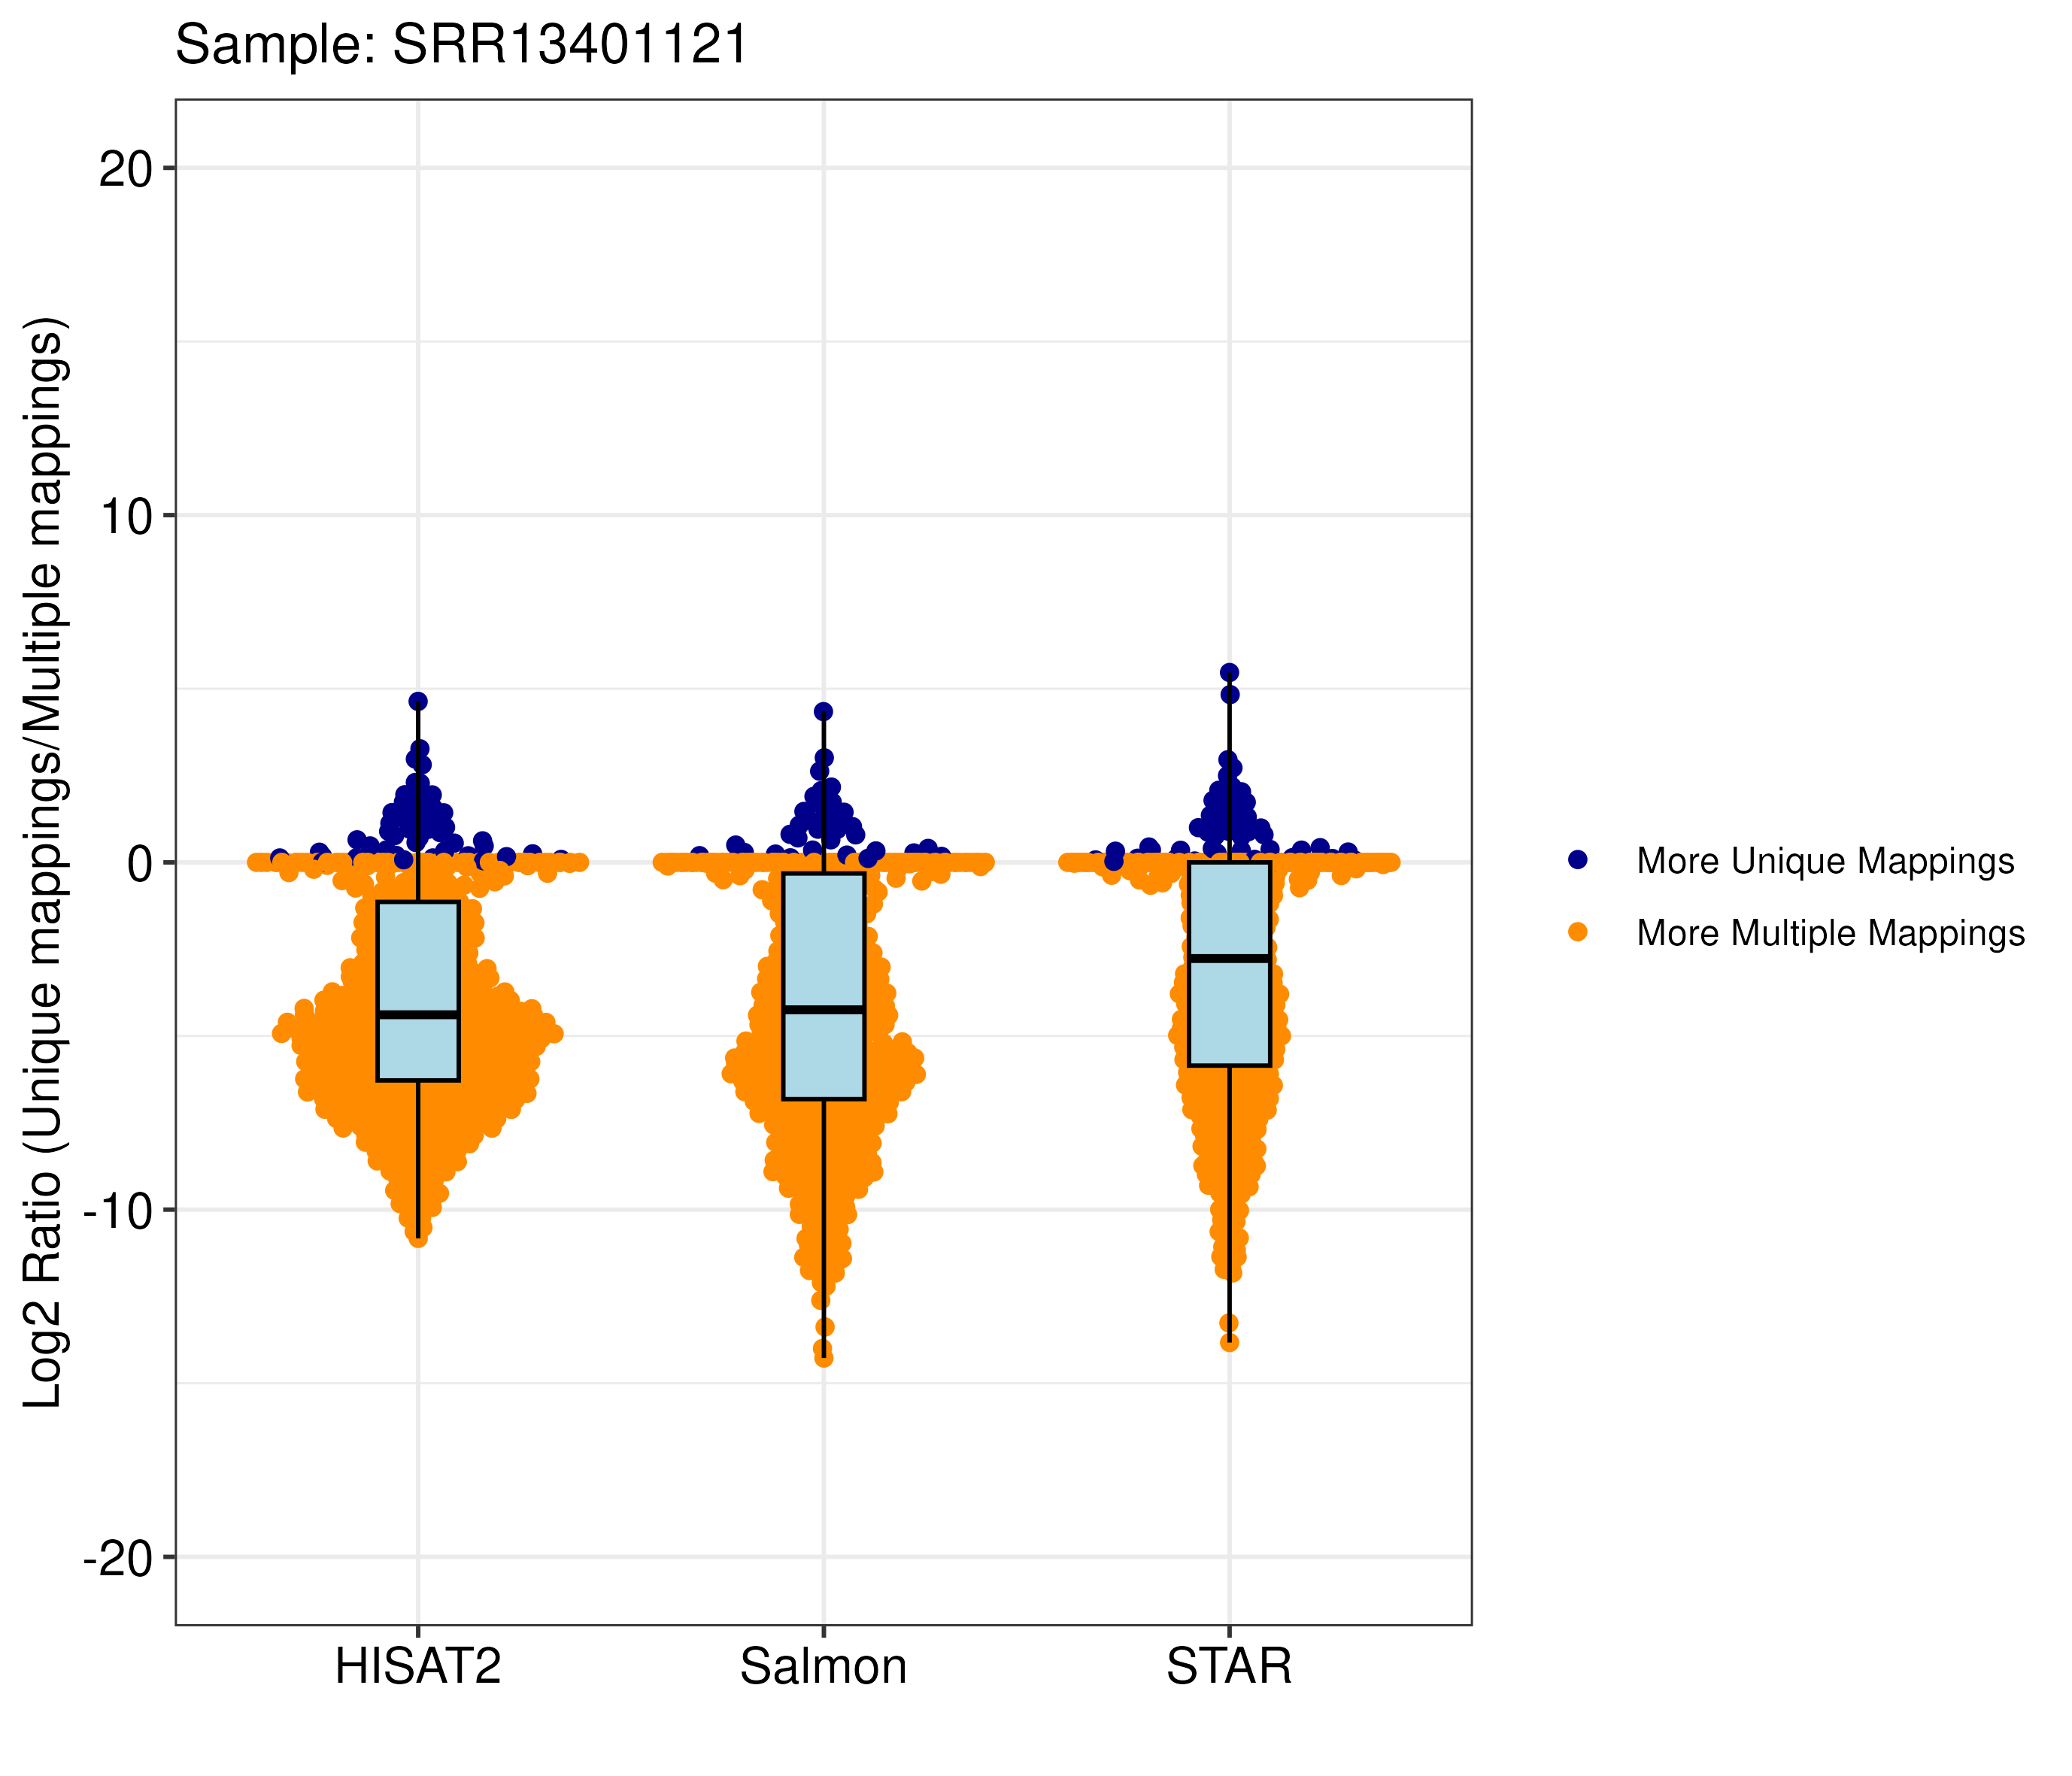 Sample: SRR13401121
Log2 Ratio (Unique mappings/Multiple mappings)
20
10
0
-10
-20
HISAT2
Salmon
STAR
More Unique Mappings
More Multiple Mappings